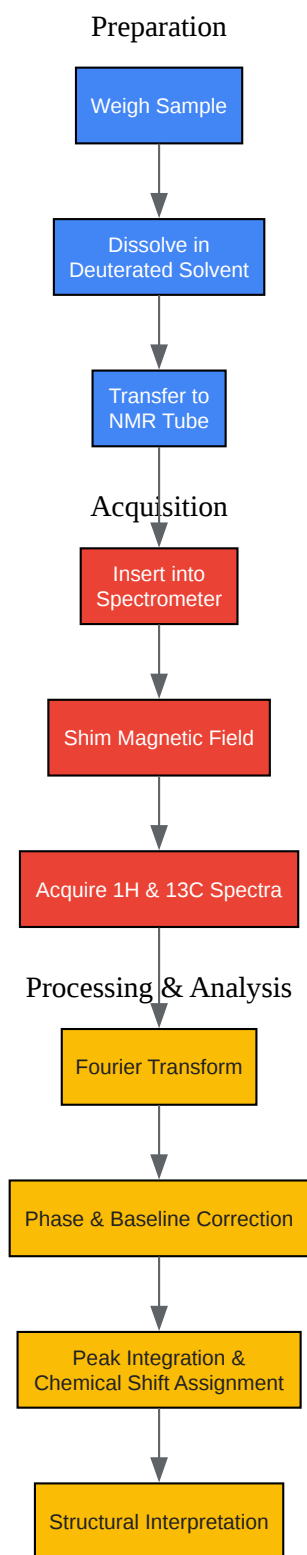 Preparation
Weigh Sample
Dissolve in
Deuterated Solvent
Transfer to
NMR Tube
Acquisition
Insert into
Spectrometer
Shim Magnetic Field
Acquire 1H & 13C Spectra
Processing & Analysis
Fourier Transform
Phase & Baseline Correction
Peak Integration &
Chemical Shift Assignment
Structural Interpretation